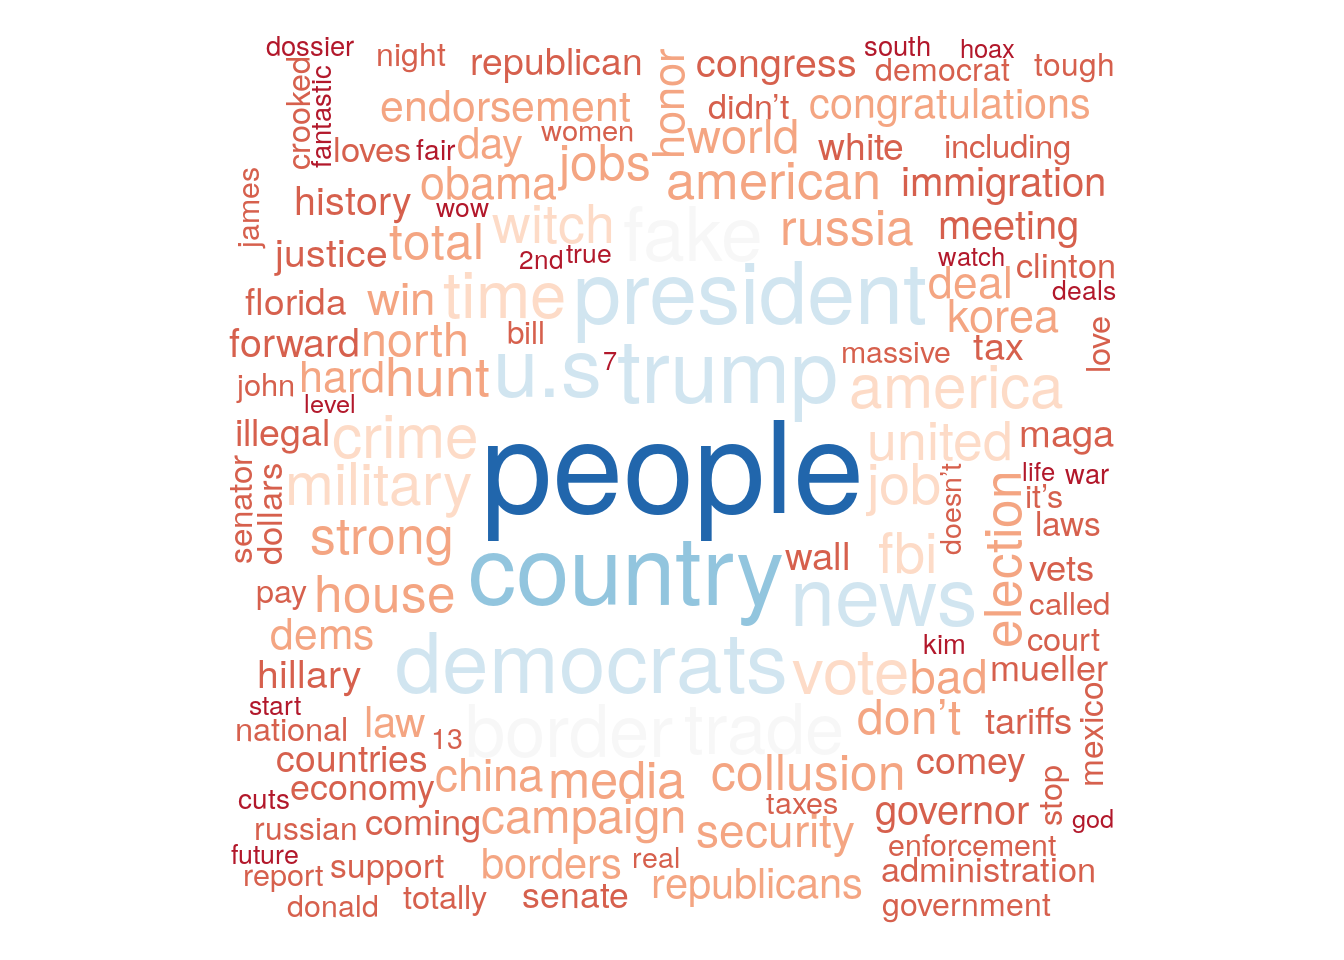 dossier
night
republican
honor
congress
south
hoax
democrat
tough
crooked
fantastic
endorsement
didn’t
congratulations
loves
fair
day
women
jobs
world
white
including
james
history
obama
american
immigration
wow
witch
fake
russia
meeting
justice
total
2nd
true
watch
clinton
florida
win
time
president
deal
deals
korea
forward
north
bill
u.s
7
trump
massive
tax
love
john
hard
hunt
level
america
illegal
crime
people
united
maga
senator
dollars
military
job
doesn’t
life
war
it’s
election
laws
strong
country
wall
fbi
vets
pay
house
news
called
dems
democrats
kim
court
hillary
vote
bad
mueller
start
national
law
13
border
trade
don’t
tariffs
mexico
countries
china
media
collusion
comey
stop
cuts
economy
taxes
governor
god
russian
coming
campaign
security
enforcement
future
report
support
borders
real
republicans
administration
donald
totally
senate
government